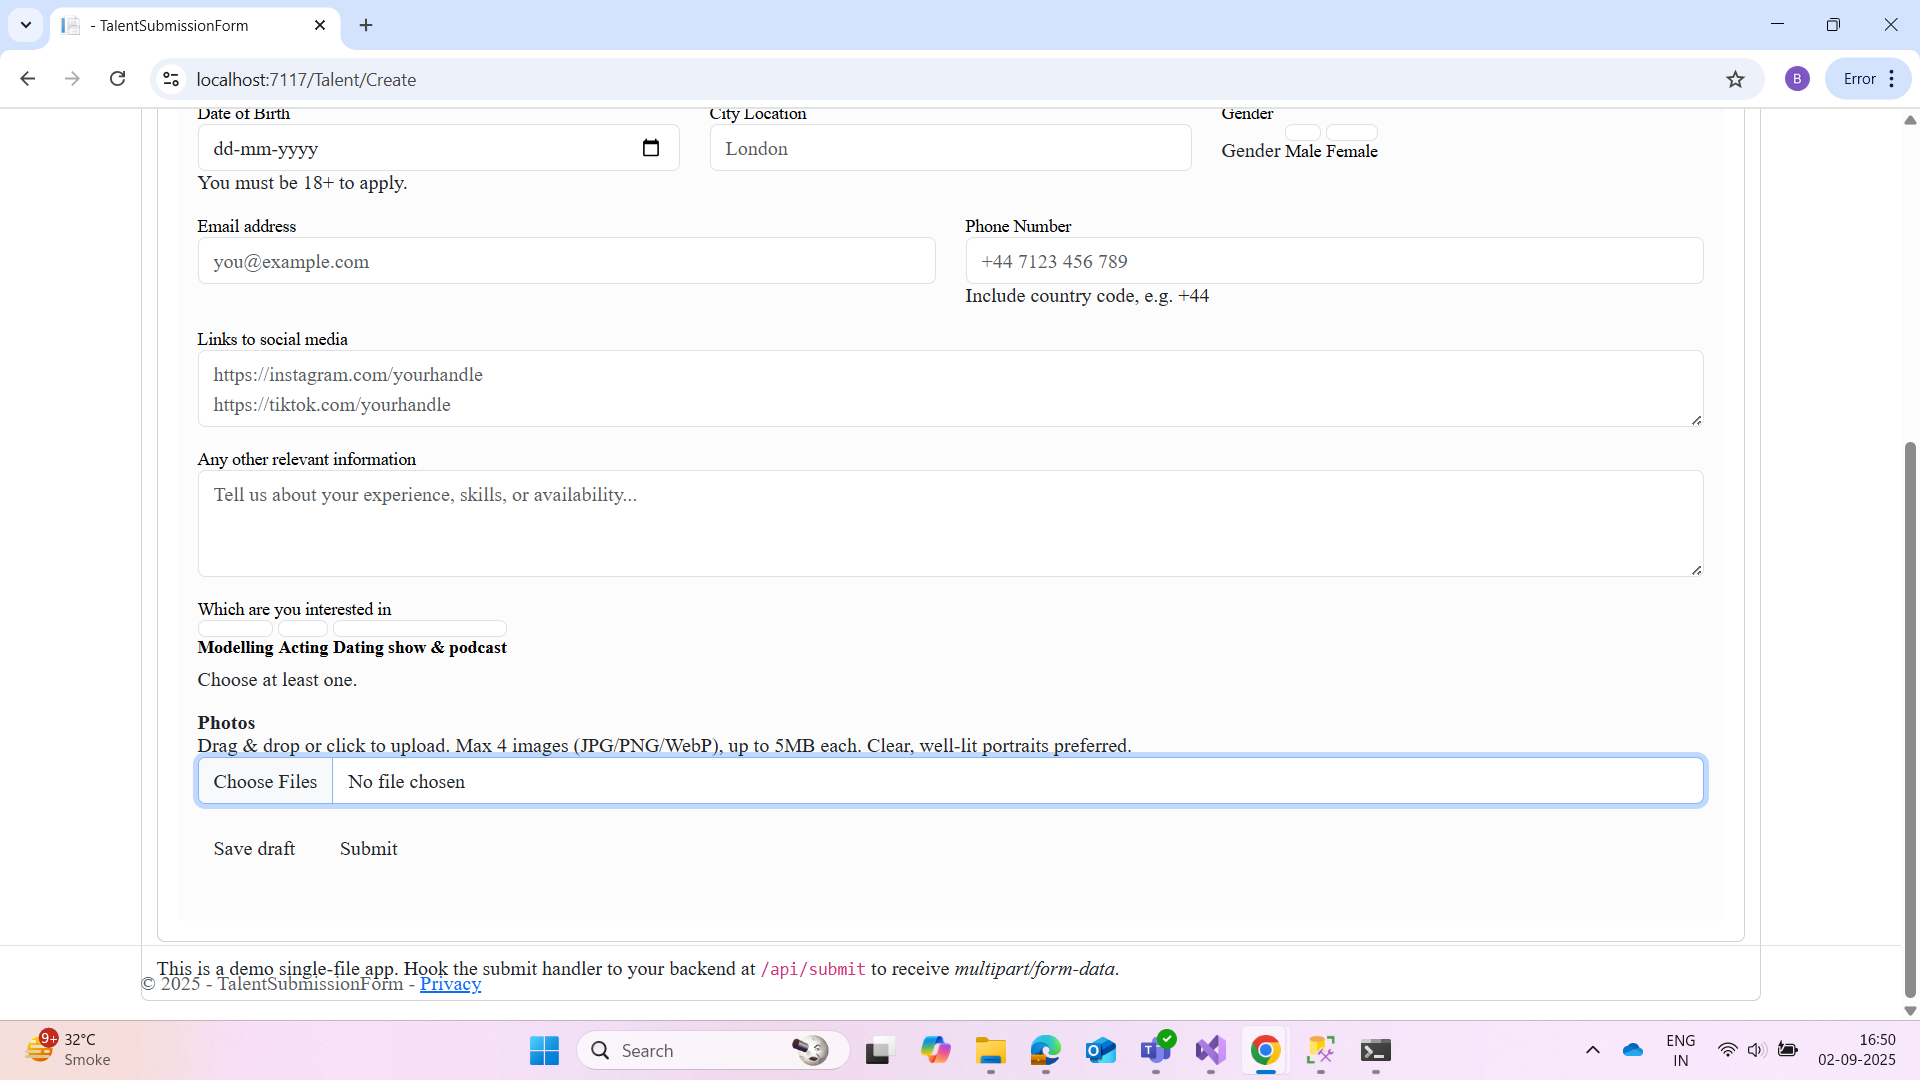 - TalentSubmissionForm
localhost:7117/Talent/Create
B
Error
Date of Birth
City Location
Gender
dd-mm-yyyy
London
Gender Male Female
You must be 18+ to apply.
Email address
Phone Number
you@example.com
+44 7123 456 789
Include country code, e.g. +44
Links to social media
https://instagram.com/yourhandle
https://tiktok.com/yourhandle
Any other relevant information
Tell us about your experience, skills, or availability...
Which are you interested in
Modelling Acting Dating show & podcast
Choose at least one.
Photos
Drag & drop or click to upload. Max 4 images (JPG/PNG/WebP), up to 5MB each. Clear, well-lit portraits preferred.
Choose Files No file chosen
Save draft Submit
This is a demo single-file app. Hook the submit handler to your backend at /api/submit to receive multipart/form-data.
© 2025 - TalentSubmissionForm - Privacy
9+
32°C
Smoke
Search
ENG
IN
16:50
02-09-2025